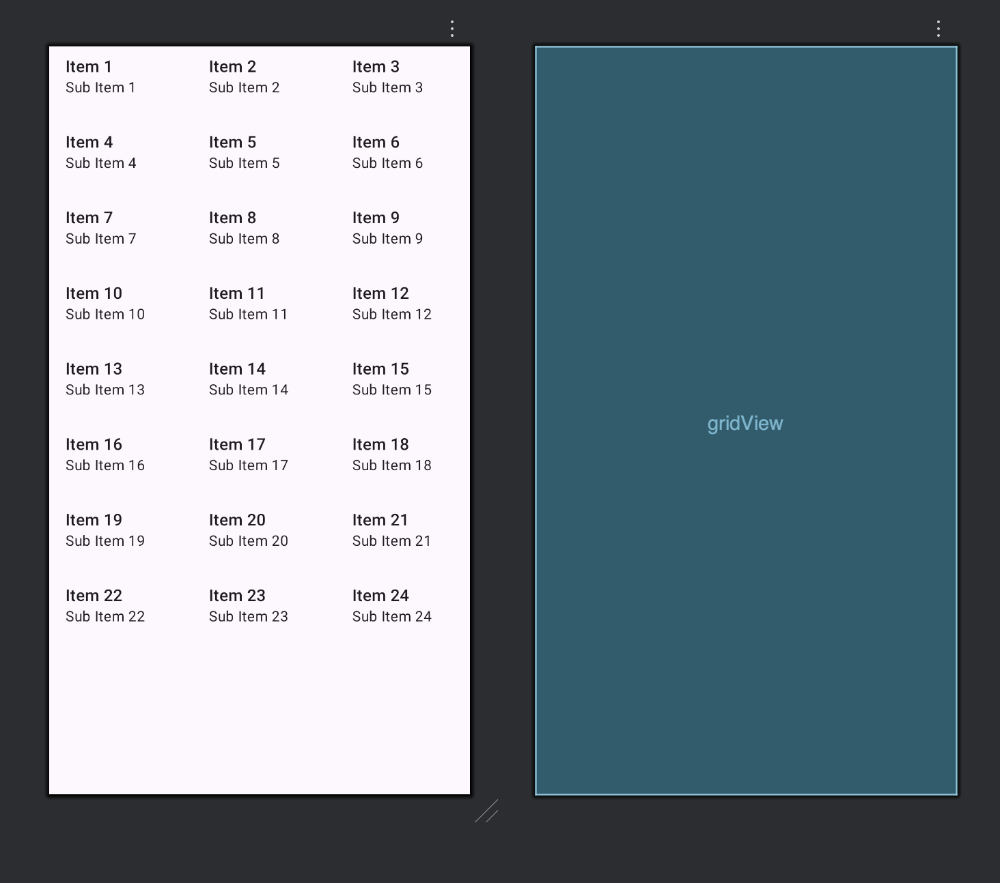 Item 1 Item 2 Item 3
Sub Item 1 Sub Item 2 Sub Item 3
Item 4 Item 5 Item 6
Sub Item 4 Sub Item 5 Sub Item 6
Item 7 Item 8 Item 9
Sub Item 7 Sub Item 8 Sub Item 9
Item 10 Item 11 Item 12
Sub Item 10 Sub Item 11 Sub Item 12
Item 13 Item 14 Item 15
Sub Item 13 Sub Item 14 Sub Item 15
Item 16 Item 17 Item 18
Sub Item 16 Sub Item 17 Sub Item 18
Item 19 Item 20 Item 21
Sub Item 19 Sub Item 20 Sub Item 21
Item 22 Item 23 Item 24
Sub Item 22 Sub Item 23 Sub Item 24
gridView